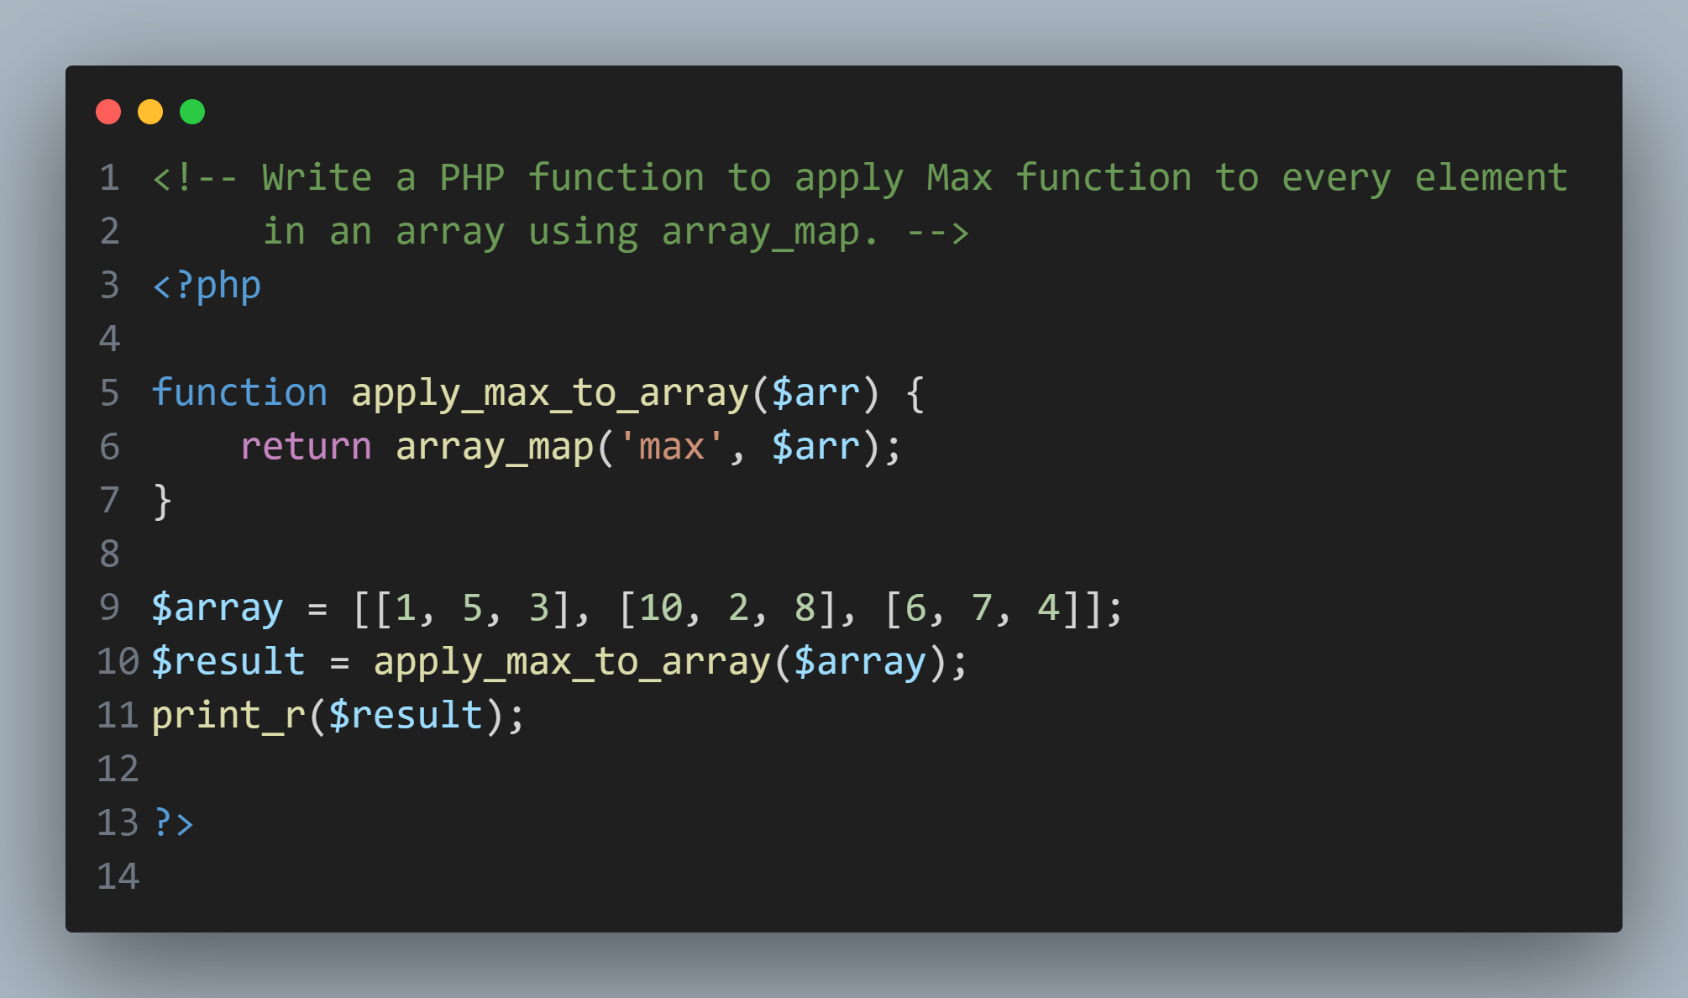 1 <!-- Write a PHP function to apply Max function to every element
2      in an array using array_map. -->
3 <?php
4
5 function apply_max_to_array($arr) {
6     return array_map('max', $arr);
7 }
8
9 $array = [[1, 5, 3], [10, 2, 8], [6, 7, 4]];
10 $result = apply_max_to_array($array);
11 print_r($result);
12
13 ?>
14